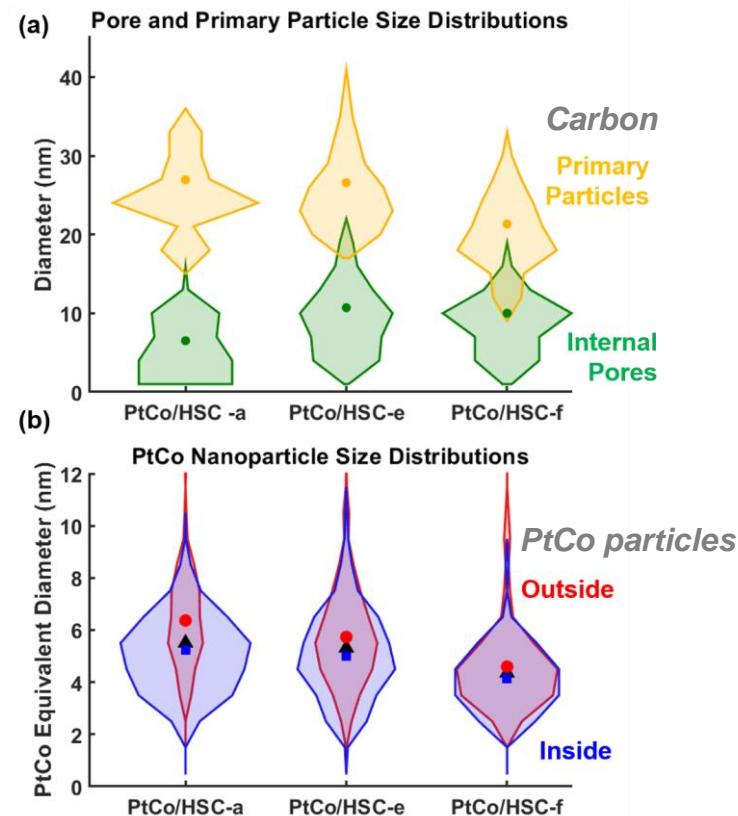 (a)
Pore and Primary Particle Size Distributions
Diameter (nm)
40
30
20
10
0
Carbon
Primary
Particles
Internal
Pores
PtCo/HSC -a
PtCo/HSC-e
PtCo/HSC-f
(b)
PtCo Nanoparticle Size Distributions
PtCo Equivalent Diameter (nm)
12
10
8
6
4
2
0
PtCo particles
Outside
Inside
PtCo/HSC-a
PtCo/HSC-e
PtCo/HSC-f